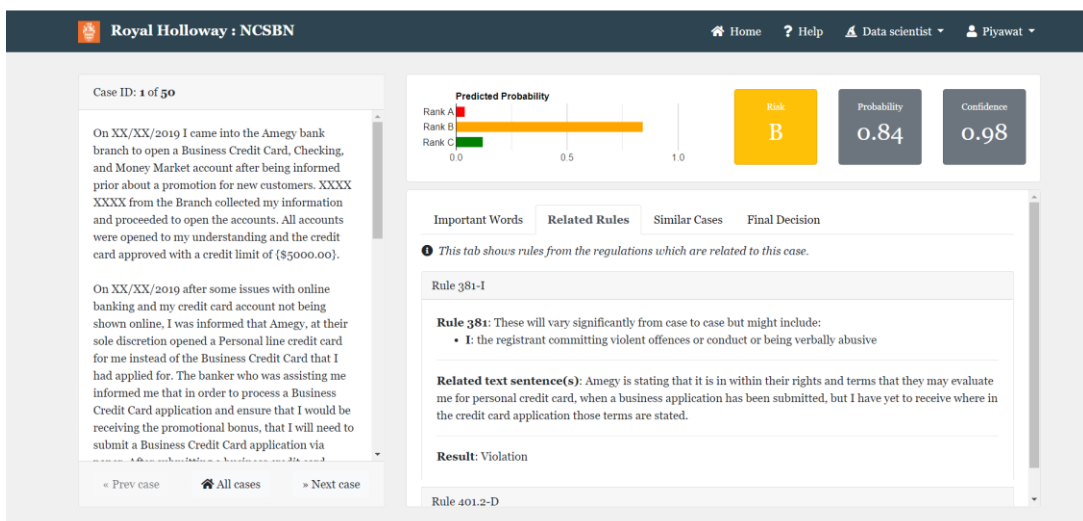 Royal Holloway : NCSBN
Home
? Help
Data scientist
Piyawat
Case ID: 1 of 50
On XX/XX/2019 I came into the Amegy bank
branch to open a Business Credit Card, Checking,
and Money Market account after being informed
prior about a promotion for new customers. XXXX
XXXX from the Branch collected my information
and proceeded to open the accounts. All accounts
were opened to my understanding and the credit
card approved with a credit limit of {$5000.00}.
On XX/XX/2019 after some issues with online
banking and my credit card account not being
shown online, I was informed that Amegy, at their
sole discretion opened a Personal line credit card
for me instead of the Business Credit Card that I
had applied for. The banker who was assisting me
informed me that in order to process a Business
Credit Card application and ensure that I would be
receiving the promotional bonus, that I will need to
submit a Business Credit Card application via
« Prev case
All cases
» Next case
Predicted Probability
Rank A
Rank B
Rank C
0.0
0.5
1.0
Risk
B
Probability
0.84
Confidence
0.98
Important Words
Related Rules
Similar Cases
Final Decision
This tab shows rules from the regulations which are related to this case.
Rule 381-I
Rule 381: These will vary significantly from case to case but might include:
• I: the registrant committing violent offences or conduct or being verbally abusive
Related text sentence(s): Amegy is stating that it is in within their rights and terms that they may evaluate
me for personal credit card, when a business application has been submitted, but I have yet to receive where in
the credit card application those terms are stated.
Result: Violation
Rule 401.2-D